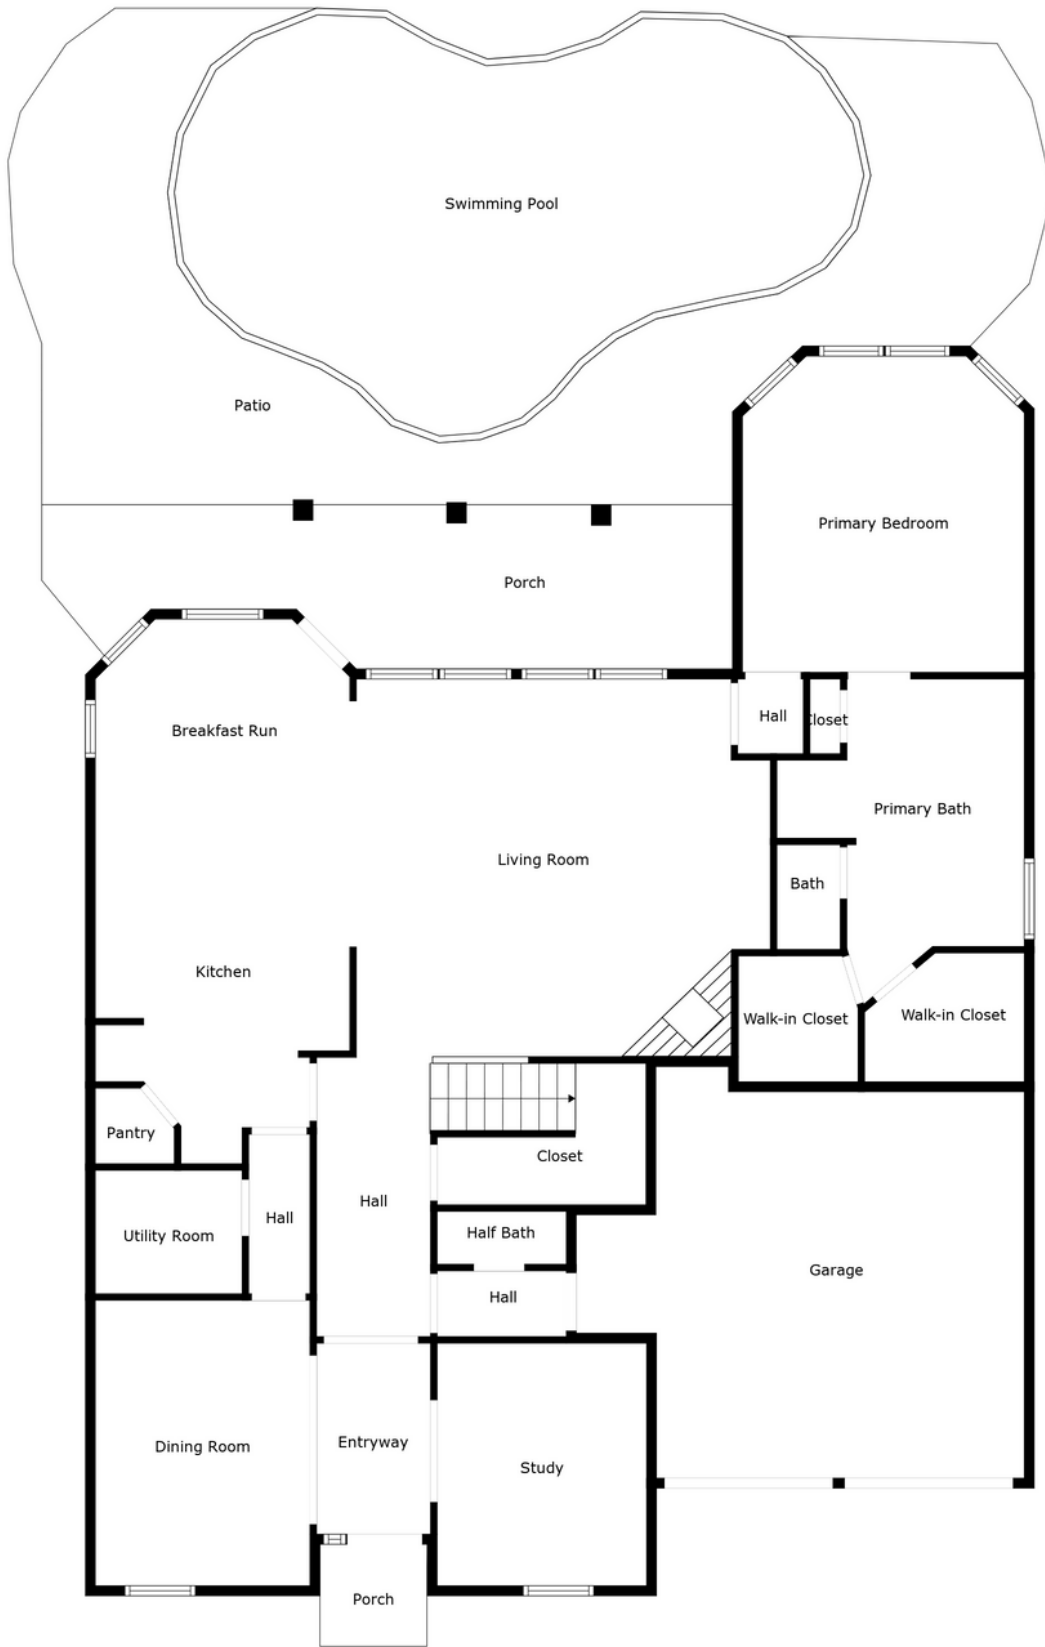 Swimming Pool
Patio
Primary Bedroom
Porch
Hall
Closet
Breakfast Run
Primary Bath
Living Room
Bath
Kitchen
Walk-in Closet
Walk-in Closet
Pantry
Closet
Hall
Hall
Half Bath
Utility Room
Garage
Hall
Entryway
Dining Room
Study
Porch